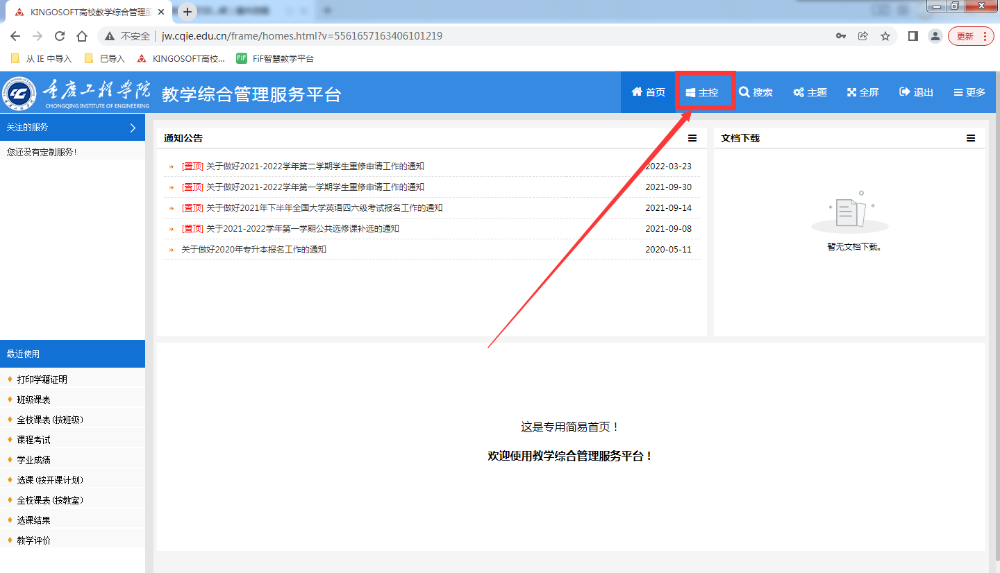 KINGOSOFT高校教学综合管理服
不安全 jw.cqie.edu.cn/frame/homes.html?v=5561657163406101219
更新
从 IE 中导入 已导入 KINGOSOFT高校... FiF FiF智慧教学平台
重庆工程学院
CHONGQING INSTITUTE OF ENGINEERING
教学综合管理服务平台
首页 主控 搜索 主题 全屏 退出 更多
关注的服务
您还没有定制服务!
通知公告
[置顶] 关于做好2021-2022学年第二学期学生重修申请工作的通知 2022-03-23
[置顶] 关于做好2021-2022学年第一学期学生重修申请工作的通知 2021-09-30
[置顶] 关于做好2021年下半年全国大学英语四六级考试报名工作的通知 2021-09-14
[置顶] 关于2021-2022学年第一学期公共选修课补选的通知 2021-09-08
关于做好2020年专升本报名工作的通知 2020-05-11
文档下载
暂无文档下载。
最近使用
打印学籍证明
班级课表
全校课表(按班级)
课程考试
学业成绩
选课(按开课计划)
全校课表(按教室)
选课结果
教学评价
这是专用简易首页！
欢迎使用教学综合管理服务平台！